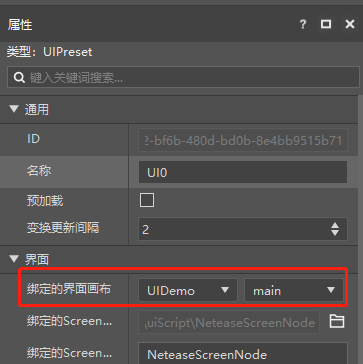 属性
类型: UIPreset
键入关键词搜索...
通用
ID
2-bf6b-480d-bd0b-8e4bb9515b71
名称 UI0
预加载
变换更新间隔 2
界面
绑定的界面画布 UIDemo main
绑定的Screen... uiScript\NeteaseScreenNode
绑定的Screen... NeteaseScreenNode